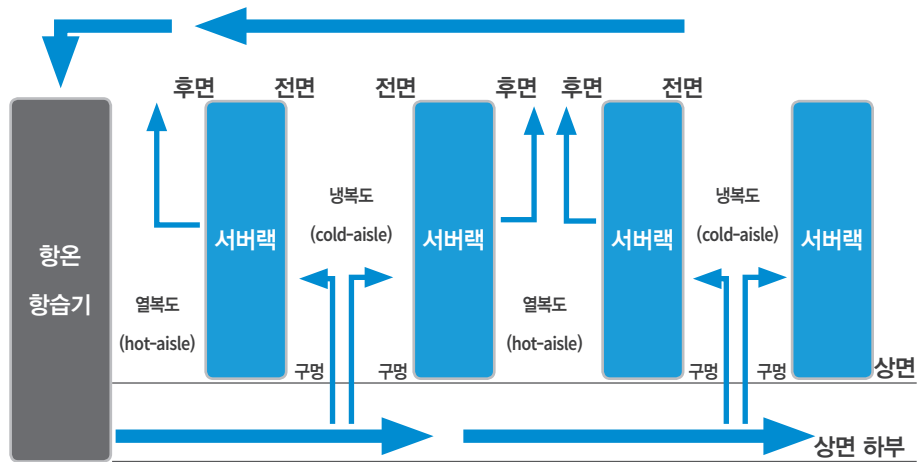 후면
전면
전면
후면
후면
전면
항온
항습기
서버랙
서버랙
서버랙
서버랙
냉복도
(cold-aisle)
냉복도
(cold-aisle)
열복도
(hot-aisle)
열복도
(hot-aisle)
구멍
구멍
구멍
구멍
상면
상면 하부